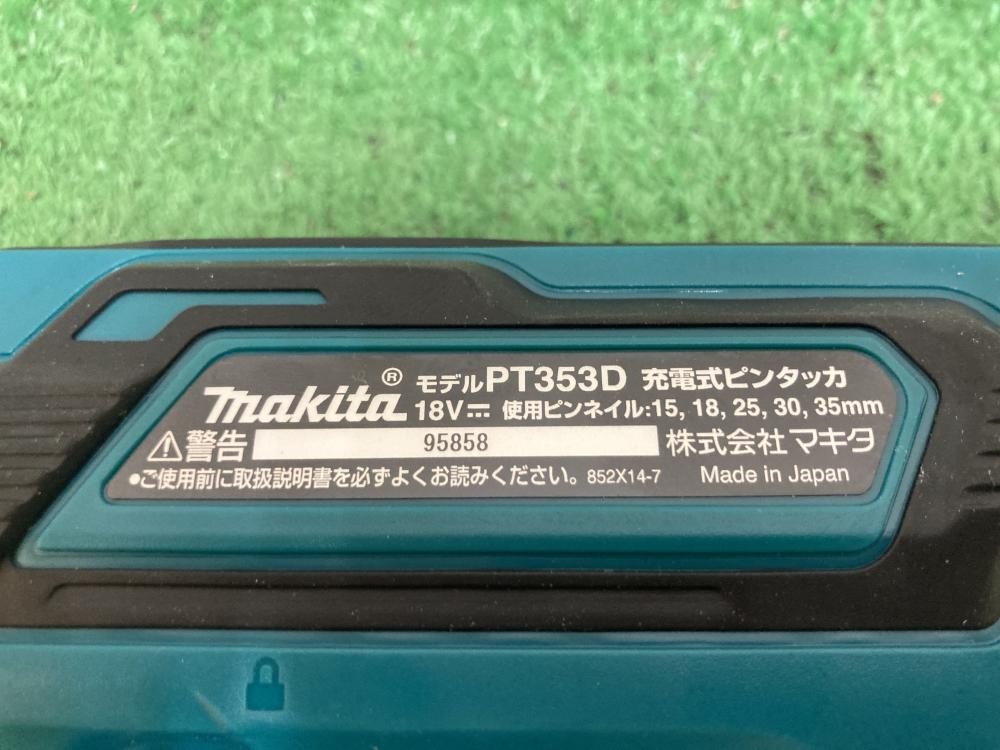 makita® モデルPT353D 充電式ピンタッカ
18V⎓ 使用ピンネイル:15, 18, 25, 30, 35mm
⚠警告 95858 株式会社 マキタ
●ご使用前に取扱説明書を必ずよくお読みください。 852X14-7 Made in Japan